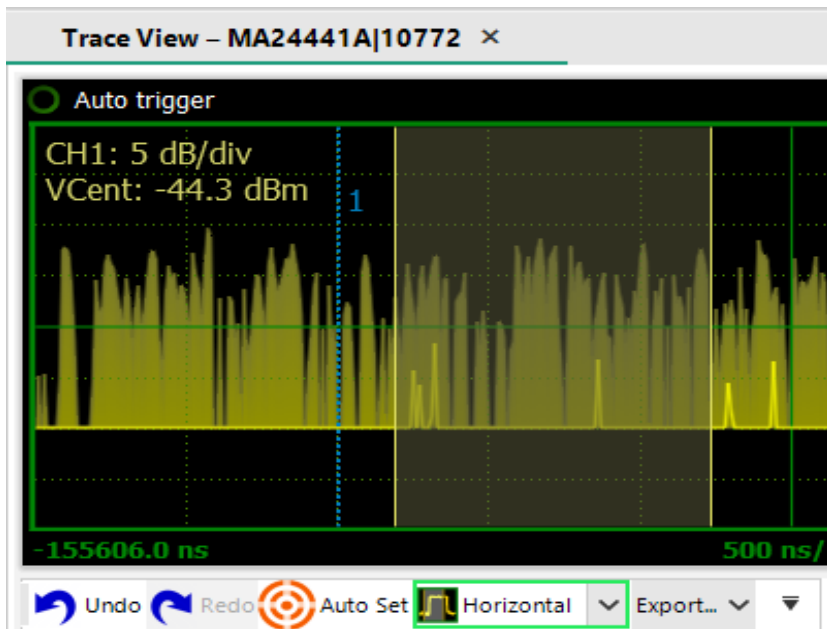 Trace View – MA24441A|10772 ×
Auto trigger
CH1: 5 dB/div
VCent: -44.3 dBm
1
-155606.0 ns 500 ns/
Undo Redo Auto Set Horizontal Export...